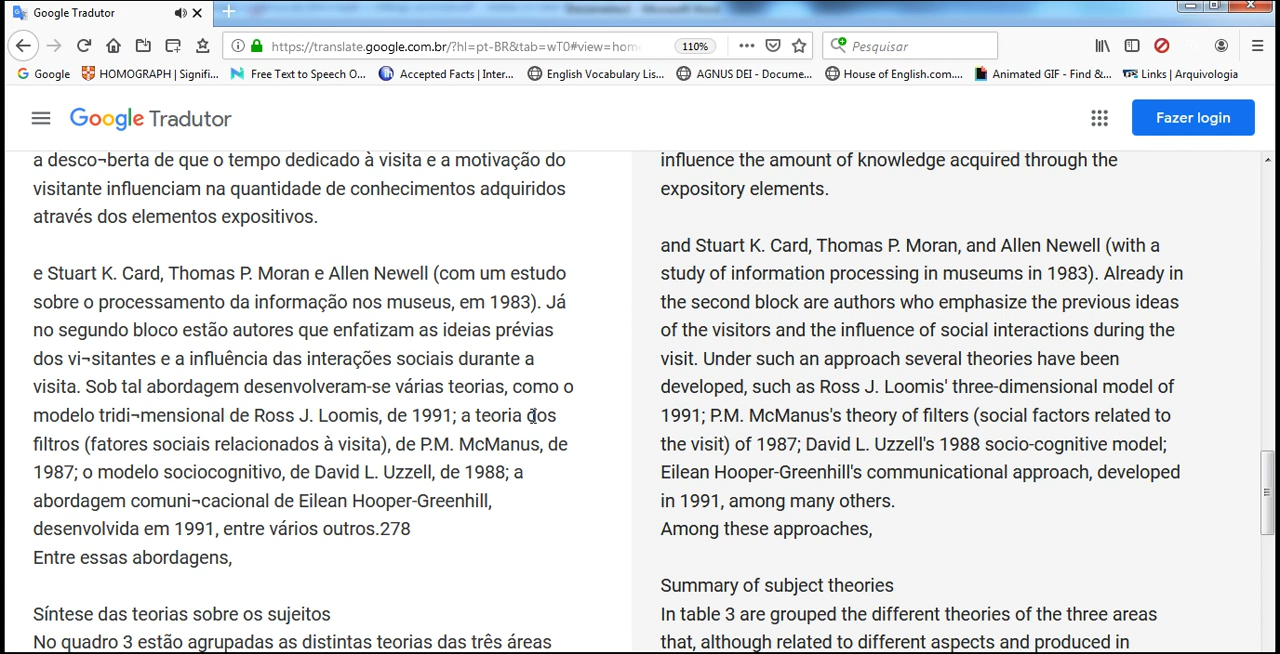 Google Tradutor
https://translate.google.com.br/?hl=pt-BR&tab=wT0#view=hom
110%
Pesquisar
Google
HOMOGRAPH | Signifi...
Free Text to Speech O...
Accepted Facts | Inter...
English Vocabulary Lis...
AGNUS DEI - Docume...
House of English.com....
Animated GIF - Find &...
Links | Arquivologia
Google Tradutor
Fazer login
a desco¬berta de que o tempo dedicado à visita e a motivação do
visitante influenciam na quantidade de conhecimentos adquiridos
através dos elementos expositivos.
e Stuart K. Card, Thomas P. Moran e Allen Newell (com um estudo
sobre o processamento da informação nos museus, em 1983). Já
no segundo bloco estão autores que enfatizam as ideias prévias
dos vi¬sitantes e a influência das interações sociais durante a
visita. Sob tal abordagem desenvolveram-se várias teorias, como o
modelo tridi¬mensional de Ross J. Loomis, de 1991; a teoria dos
filtros (fatores sociais relacionados à visita), de P.M. McManus, de
1987; o modelo sociocognitivo, de David L. Uzzell, de 1988; a
abordagem comuni¬cacional de Eilean Hooper-Greenhill,
desenvolvida em 1991, entre vários outros.278
Entre essas abordagens,
Síntese das teorias sobre os sujeitos
No quadro 3 estão agrupadas as distintas teorias das três áreas
influence the amount of knowledge acquired through the
expository elements.
and Stuart K. Card, Thomas P. Moran, and Allen Newell (with a
study of information processing in museums in 1983). Already in
the second block are authors who emphasize the previous ideas
of the visitors and the influence of social interactions during the
visit. Under such an approach several theories have been
developed, such as Ross J. Loomis' three-dimensional model of
1991; P.M. McManus's theory of filters (social factors related to
the visit) of 1987; David L. Uzzell's 1988 socio-cognitive model;
Eilean Hooper-Greenhill's communicational approach, developed
in 1991, among many others.
Among these approaches,
Summary of subject theories
In table 3 are grouped the different theories of the three areas
that, although related to different aspects and produced in